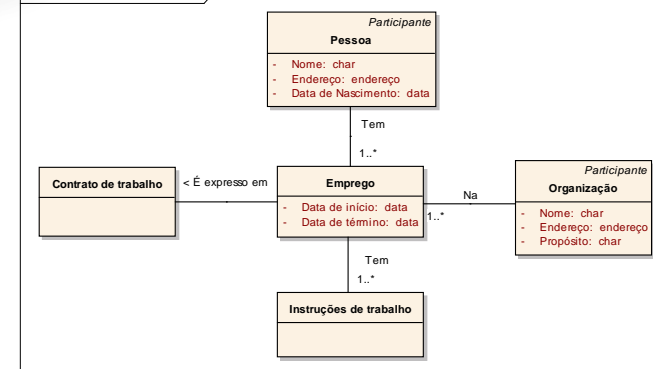 Participante
Pessoa
- Nome: char
- Endereço: endereço
- Data de Nascimento: data
Tem
1..*
Contrato de trabalho
< É expresso em
Emprego
- Data de início: data
- Data de término: data
Na
1..*
Participante
Organização
- Nome: char
- Endereço: endereço
- Propósito: char
Tem
1..*
Instruções de trabalho